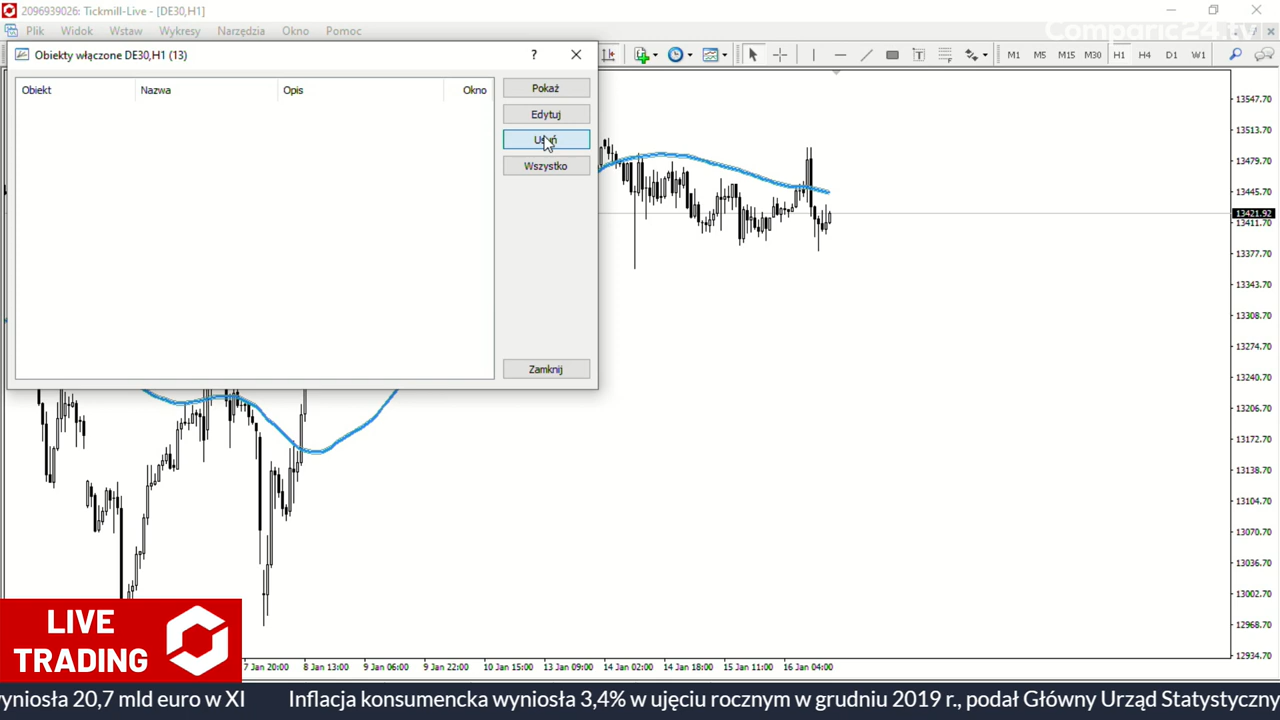 2096939026: Tickmill-Live - [DE30,H1]
Comparic24.tv
Plik Widok Wstaw Wykresy Narzędzia Okno Pomoc
Obiekty włączone DE30,H1 (13) ?
M1 M5 M15 M30 H1 H4 D1 W1
Obiekt Nazwa Opis Okno
Pokaż
Edytuj
Usuń
Wszystko
Zamknij
13547.70
13513.70
13479.70
13445.70
13421.92
13411.70
13377.70
13343.70
13308.70
13274.70
13240.70
13206.70
13172.70
13138.70
13104.70
13070.70
13036.70
13002.70
12968.70
12934.70
7 Jan 20:00 8 Jan 13:00 9 Jan 06:00 9 Jan 22:00 10 Jan 15:00 13 Jan 09:00 14 Jan 02:00 14 Jan 18:00 15 Jan 11:00 16 Jan 04:00
LIVE
TRADING
wyniosła 20,7 mld euro w XI Inflacja konsumencka wyniosła 3,4% w ujęciu rocznym w grudniu 2019 r., podał Główny Urząd Statystyczny